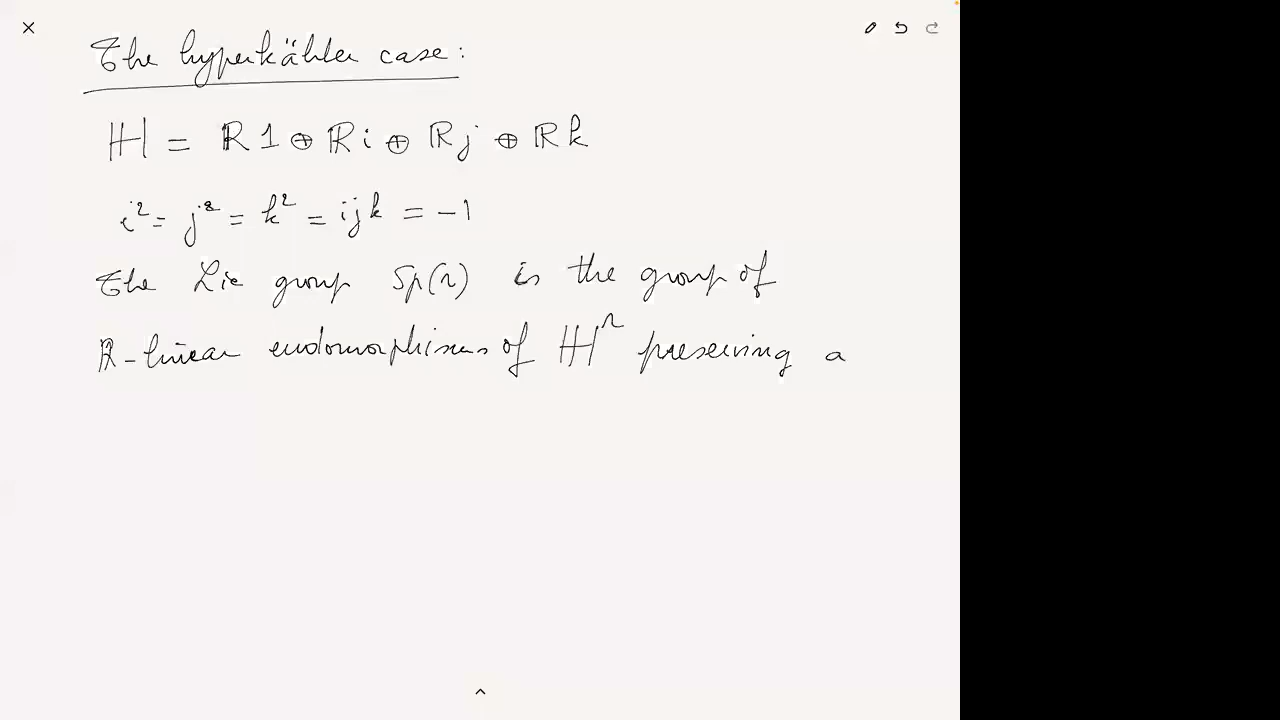 The hyperkähler case:
ℍ = ℝ1 ⊕ ℝi ⊕ ℝj ⊕ ℝk
i² = j² = k² = ijk = -1
The Lie group Sp(r) is the group of
ℝ-linear endomorphisms of ℍʳ preserving a